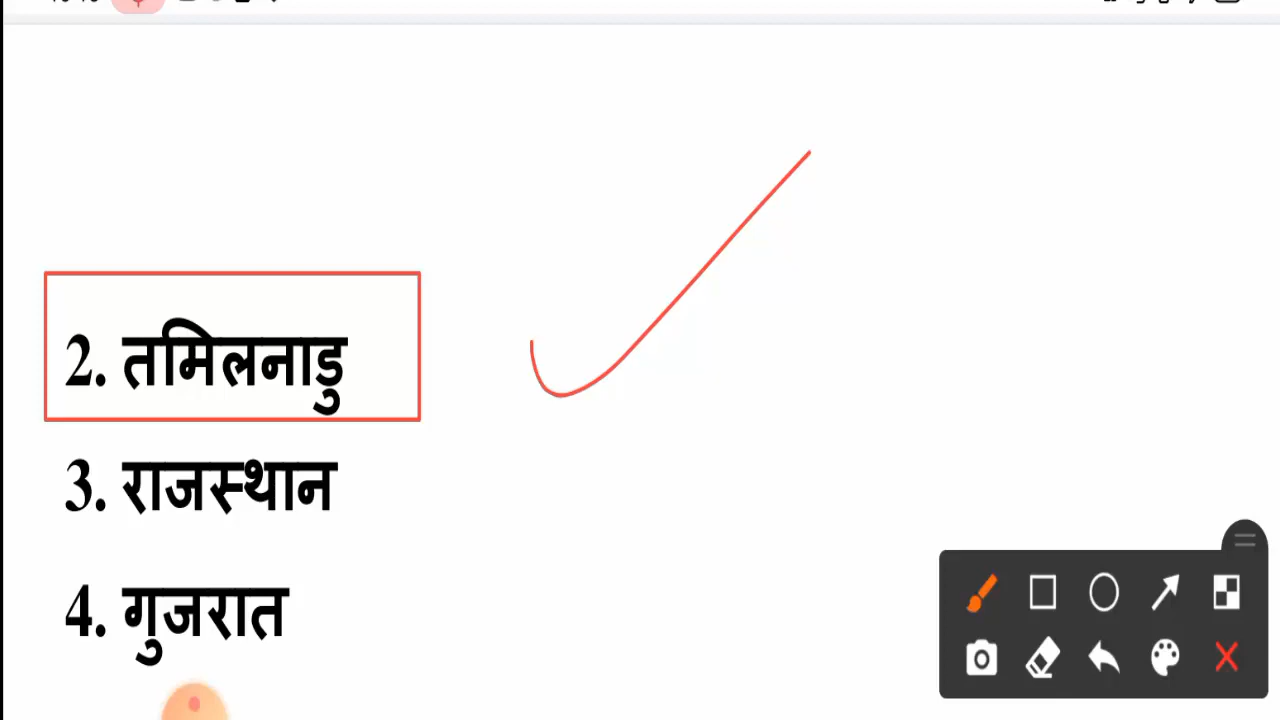 2. तमिलनाडु
3. राजस्थान
4. गुजरात